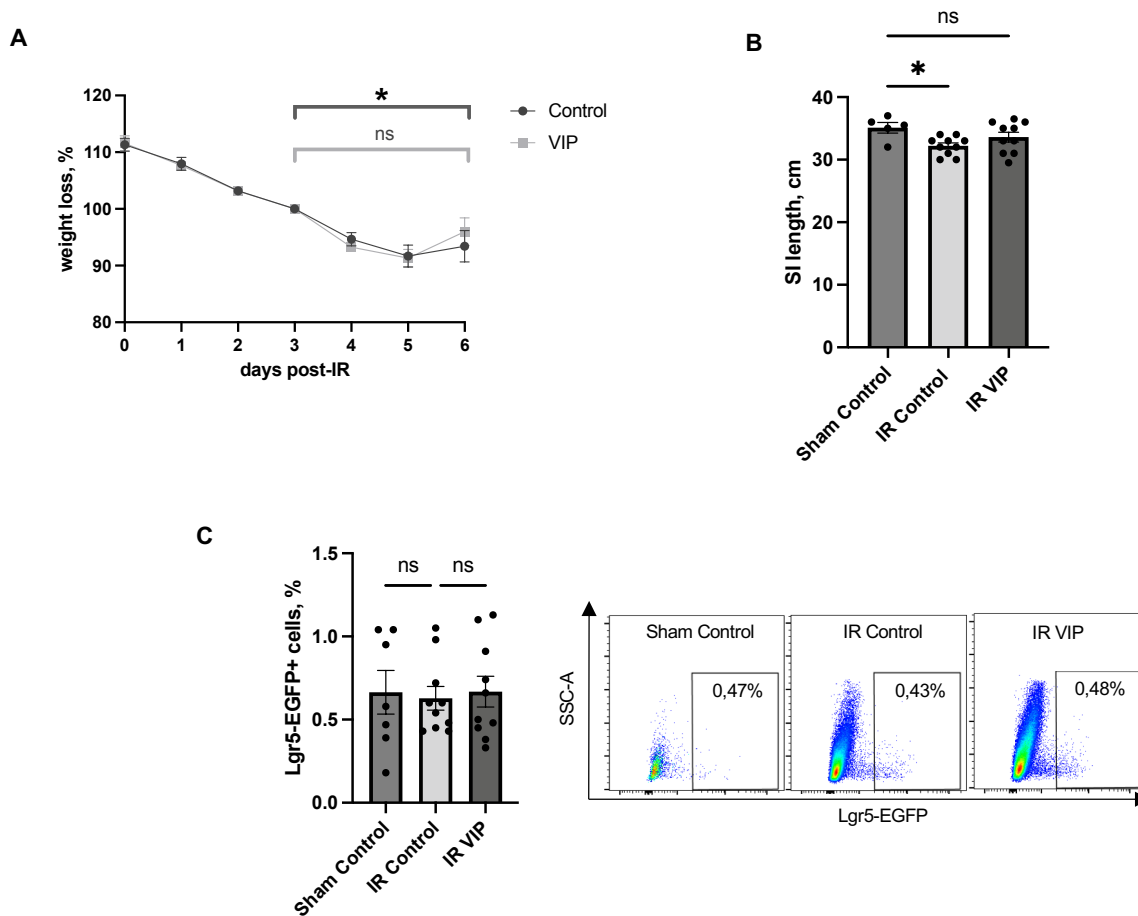 A
weight loss, %
120
110
100
90
80
0 1 2 3 4 5 6
days post-IR
*
ns
Control
VIP
B
ns
*
SI length, cm
40
30
20
10
0
Sham Control
IR Control
IR VIP
C
Lgr5-EGFP+ cells, %
1.5
1.0
0.5
0.0
ns ns
Sham Control
IR Control
IR VIP
SSC-A
Sham Control IR Control IR VIP
0,47% 0,43% 0,48%
Lgr5-EGFP